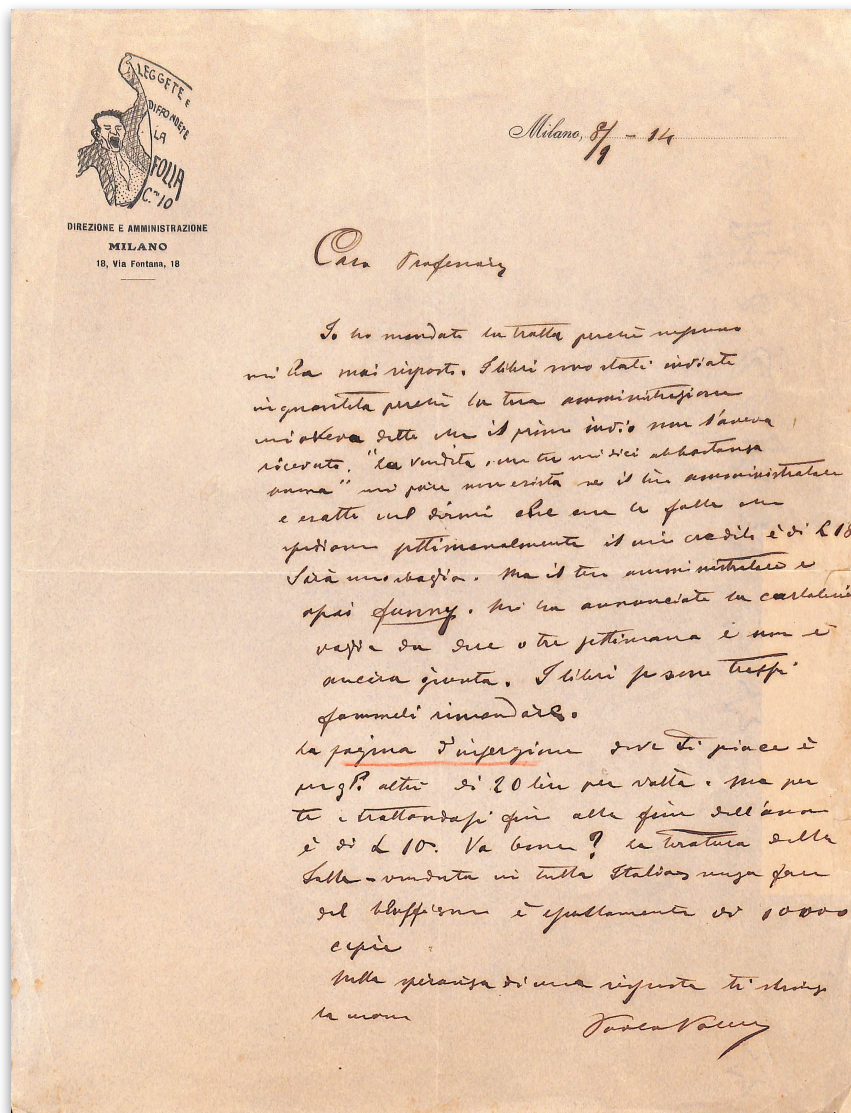 LEGGETE E
DIFFONDETE
LA
FOLLA
C.mi 10
DIREZIONE E AMMINISTRAZIONE
MILANO
18, Via Fontana, 18
Milano, 8/9 - 14
Caro Professore
Io ho mandato la tratta perchè nessuno
mi ha mai risposto. I libri sono stati inviati
in quantità perchè la tua amministrazione
mi aveva detto che il primo invio non l'aveva
ricevuto. "la vendita, che tu mi dici abbastanza
" mi pare non esista se il tuo amministratore
è esatto nel dirmi che con le folle che
spediamo settimanalmente il mio credito è di £ 18
Sarà uno sbaglio. Ma il tuo amministratore è
assai funny. Mi ha annunciato la cartolina
vaglia da due o tre settimane e non è
ancora giunta. I libri se sono troppi
fammeli rimandare.
la pagina d'inserzione dove ti piace è
per gli altri di 20 lire per volta. Ma per
te e trattandosi fin alla fine dell'anno
è di £ 10. Va bene? la tiratura della
Folla - venduta in tutta Italia senza fare
del bluffismo è esattamente di 10000
copie
Nella speranza di una risposta ti stringo
la mano
Paolo Valera